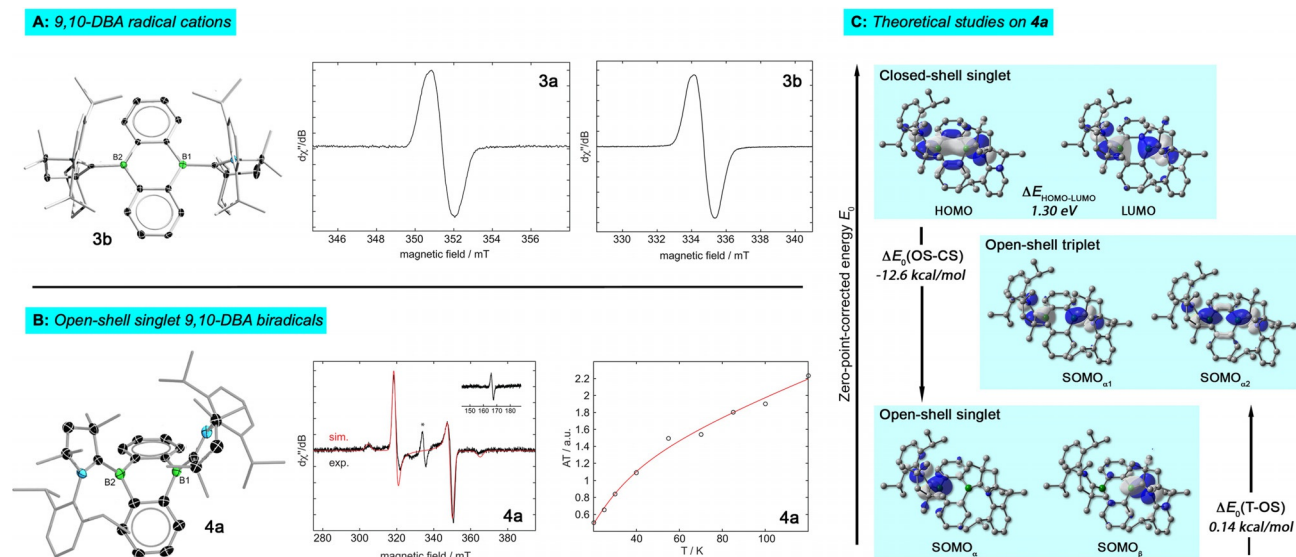 A: 9,10-DBA radical cations
B2
B1
3b
dχ''/dB
3a
346 348 350 352 354 356
magnetic field / mT
dχ''/dB
3b
330 332 334 336 338 340
magnetic field / mT
B: Open-shell singlet 9,10-DBA biradicals
B2
B1
4a
dχ''/dB
150 160 170 180
*
sim.
exp.
4a
280 300 320 340 360 380
magnetic field / mT
AT / a.u.
2.2
2.0
1.8
1.6
1.4
1.2
1.0
0.8
0.6
4a
20 40 60 80 100
T / K
C: Theoretical studies on 4a
Zero-point-corrected energy E0
Closed-shell singlet
HOMO
ΔEHOMO-LUMO
1.30 eV
LUMO
ΔE0(OS-CS)
-12.6 kcal/mol
Open-shell triplet
SOMOα1
SOMOα2
Open-shell singlet
SOMOα
SOMOβ
ΔE0(T-OS)
0.14 kcal/mol